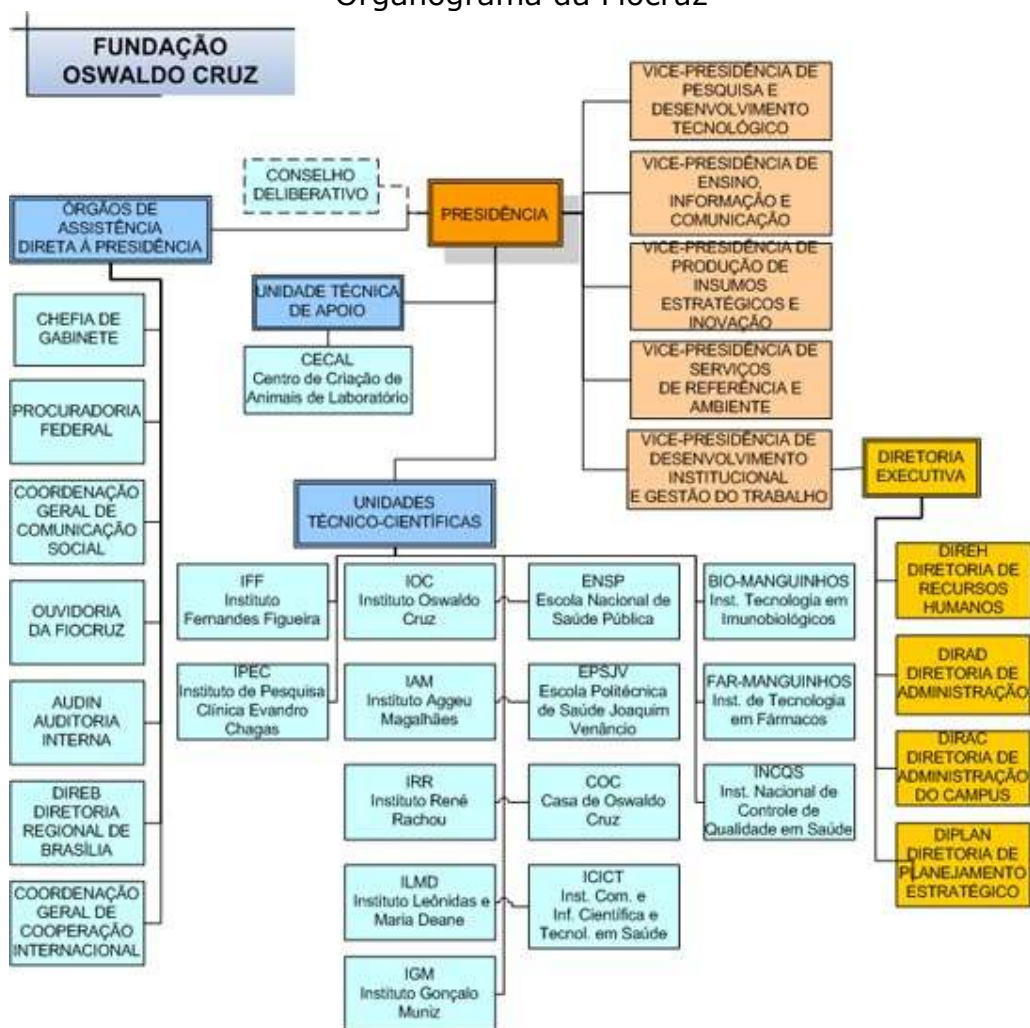 Organograma da Fiocruz
FUNDAÇÃO
OSWALDO CRUZ
CONSELHO
DELIBERATIVO
PRESIDÊNCIA
ÓRGÃOS DE
ASSISTÊNCIA
DIRETA Á PRESIDÊNCIA
CHEFIA DE
GABINETE
PROCURADORIA
FEDERAL
COORDENAÇÃO
GERAL DE
COMUNICAÇÃO
SOCIAL
OUVIDORIA
DA FIOCRUZ
AUDIN
AUDITORIA
INTERNA
DIREB
DIRETORIA
REGIONAL DE
BRASÍLIA
COORDENAÇÃO
GERAL DE
COOPERAÇÃO
INTERNACIONAL
UNIDADE TÉCNICA
DE APOIO
CECAL
Centro de Criação de
Animais de Laboratório
VICE-PRESIDÊNCIA DE
PESQUISA E
DESENVOLVIMENTO
TECNOLÓGICO
VICE-PRESIDÊNCIA DE
ENSINO,
INFORMAÇÃO E
COMUNICAÇÃO
VICE-PRESIDÊNCIA DE
PRODUÇÃO DE
INSUMOS
ESTRATÉGICOS E
INOVAÇÃO
VICE-PRESIDÊNCIA DE
SERVIÇOS
DE REFERÊNCIA E
AMBIENTE
VICE-PRESIDÊNCIA DE
DESENVOLVIMENTO
INSTITUCIONAL
E GESTÃO DO TRABALHO
DIRETORIA
EXECUTIVA
DIREH
DIRETORIA DE
RECURSOS
HUMANOS
DIRAD
DIRETORIA DE
ADMINISTRAÇÃO
DIRAC
DIRETORIA DE
ADMINISTRAÇÃO
DO CAMPUS
DIPLAN
DIRETORIA DE
PLANEJAMENTO
ESTRATÉGICO
UNIDADES
TÉCNICO-CIENTÍFICAS
IFF
Instituto
Fernandes Figueira
IPEC
Instituto de Pesquisa
Clínica Evandro
Chagas
IOC
Instituto Oswaldo
Cruz
IAM
Instituto Aggeu
Magalhães
IRR
Instituto René
Rachou
ILMD
Instituto Leônidas e
Maria Deane
IGM
Instituto Gonçalo
Muniz
ENSP
Escola Nacional de
Saúde Pública
EPSJV
Escola Politécnica
de Saúde Joaquim
Venâncio
COC
Casa de Oswaldo
Cruz
ICICT
Inst. Com. e
Inf. Científica e
Tecnol. em Saúde
BIO-MANGUINHOS
Inst. Tecnologia em
Imunobiológicos
FAR-MANGUINHOS
Inst. de Tecnologia
em Fármacos
INCQS
Inst. Nacional de
Controle de
Qualidade em Saúde